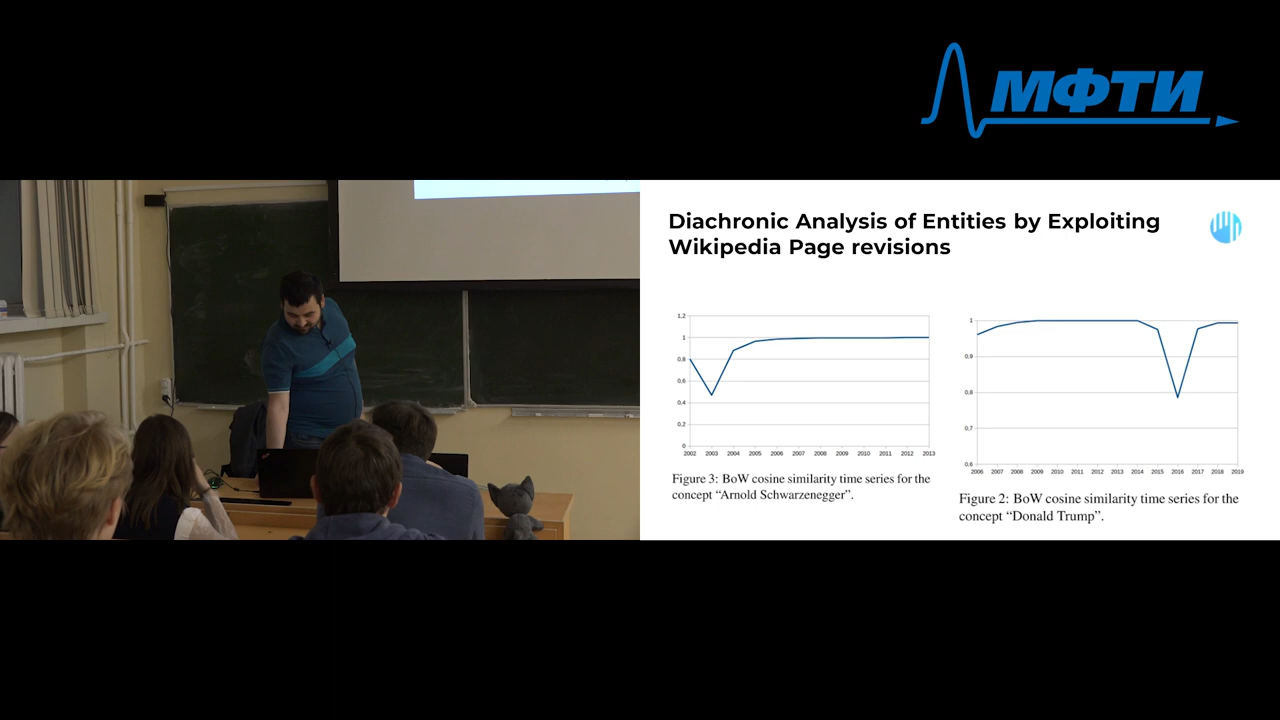 МФТИ
Diachronic Analysis of Entities by Exploiting
Wikipedia Page revisions
1,2
1
0,8
0,6
0,4
0,2
0
2002 2003 2004 2005 2006 2007 2008 2009 2010 2011 2012 2013
Figure 3: BoW cosine similarity time series for the
concept “Arnold Schwarzenegger”.
1
0,9
0,8
0,7
0,6
2006 2007 2008 2009 2010 2011 2012 2013 2014 2015 2016 2017 2018 2019
Figure 2: BoW cosine similarity time series for the
concept “Donald Trump”.